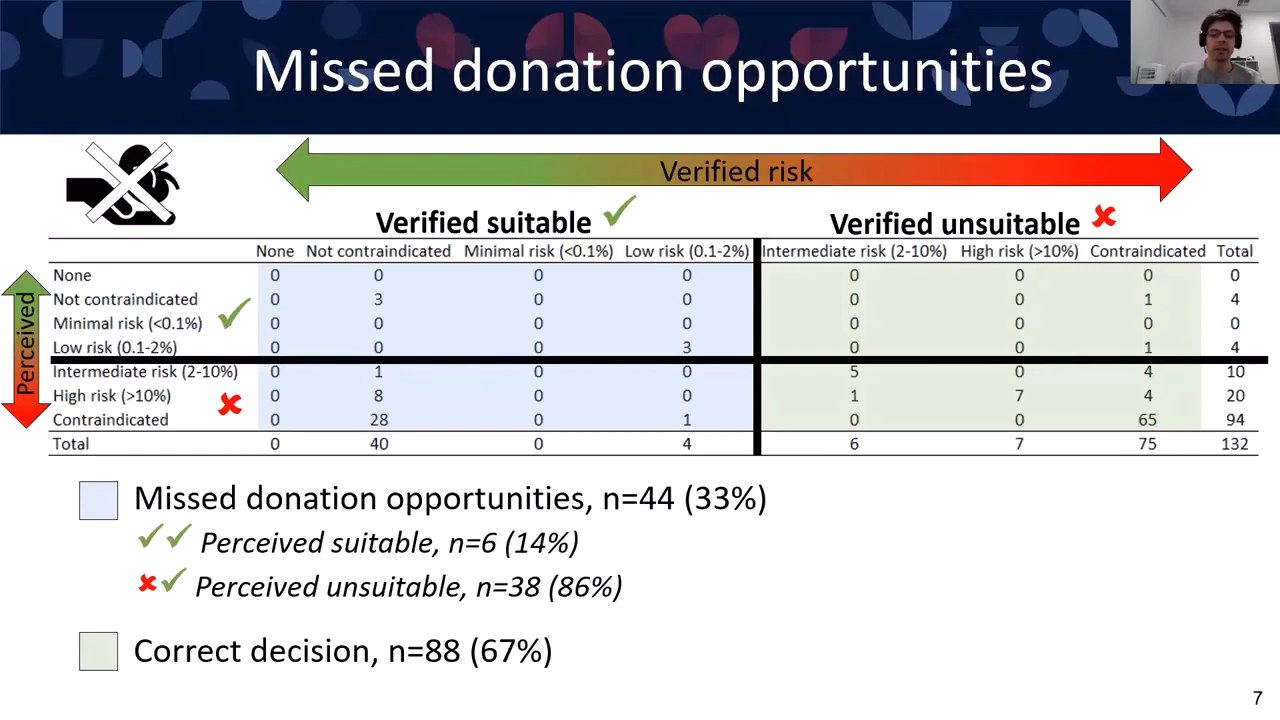 Missed donation opportunities
Verified risk
Verified suitable
Verified unsuitable
None Not contraindicated Minimal risk (<0.1%) Low risk (0.1-2%) Intermediate risk (2-10%) High risk (>10%) Contraindicated Total
Perceived
None 0 0 0 0 0 0 0 0
Not contraindicated 0 3 0 0 0 0 1 4
Minimal risk (<0.1%) 0 0 0 0 0 0 0 0
Low risk (0.1-2%) 0 0 0 3 0 0 1 4
Intermediate risk (2-10%) 0 1 0 0 5 0 4 10
High risk (>10%) 0 8 0 0 1 7 4 20
Contraindicated 0 28 0 1 0 0 65 94
Total 0 40 0 4 6 7 75 132
Missed donation opportunities, n=44 (33%)
Perceived suitable, n=6 (14%)
Perceived unsuitable, n=38 (86%)
Correct decision, n=88 (67%)
7